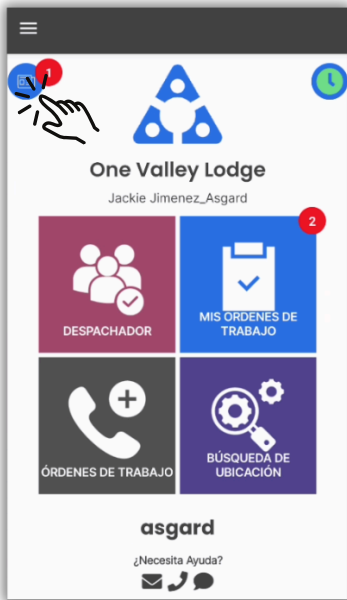 1
One Valley Lodge
Jackie Jimenez_Asgard
2
DESPACHADOR
MIS ORDENES DE
TRABAJO
ÓRDENES DE TRABAJO
BÚSQUEDA DE
UBICACIÓN
asgard
¿Necesita Ayuda?